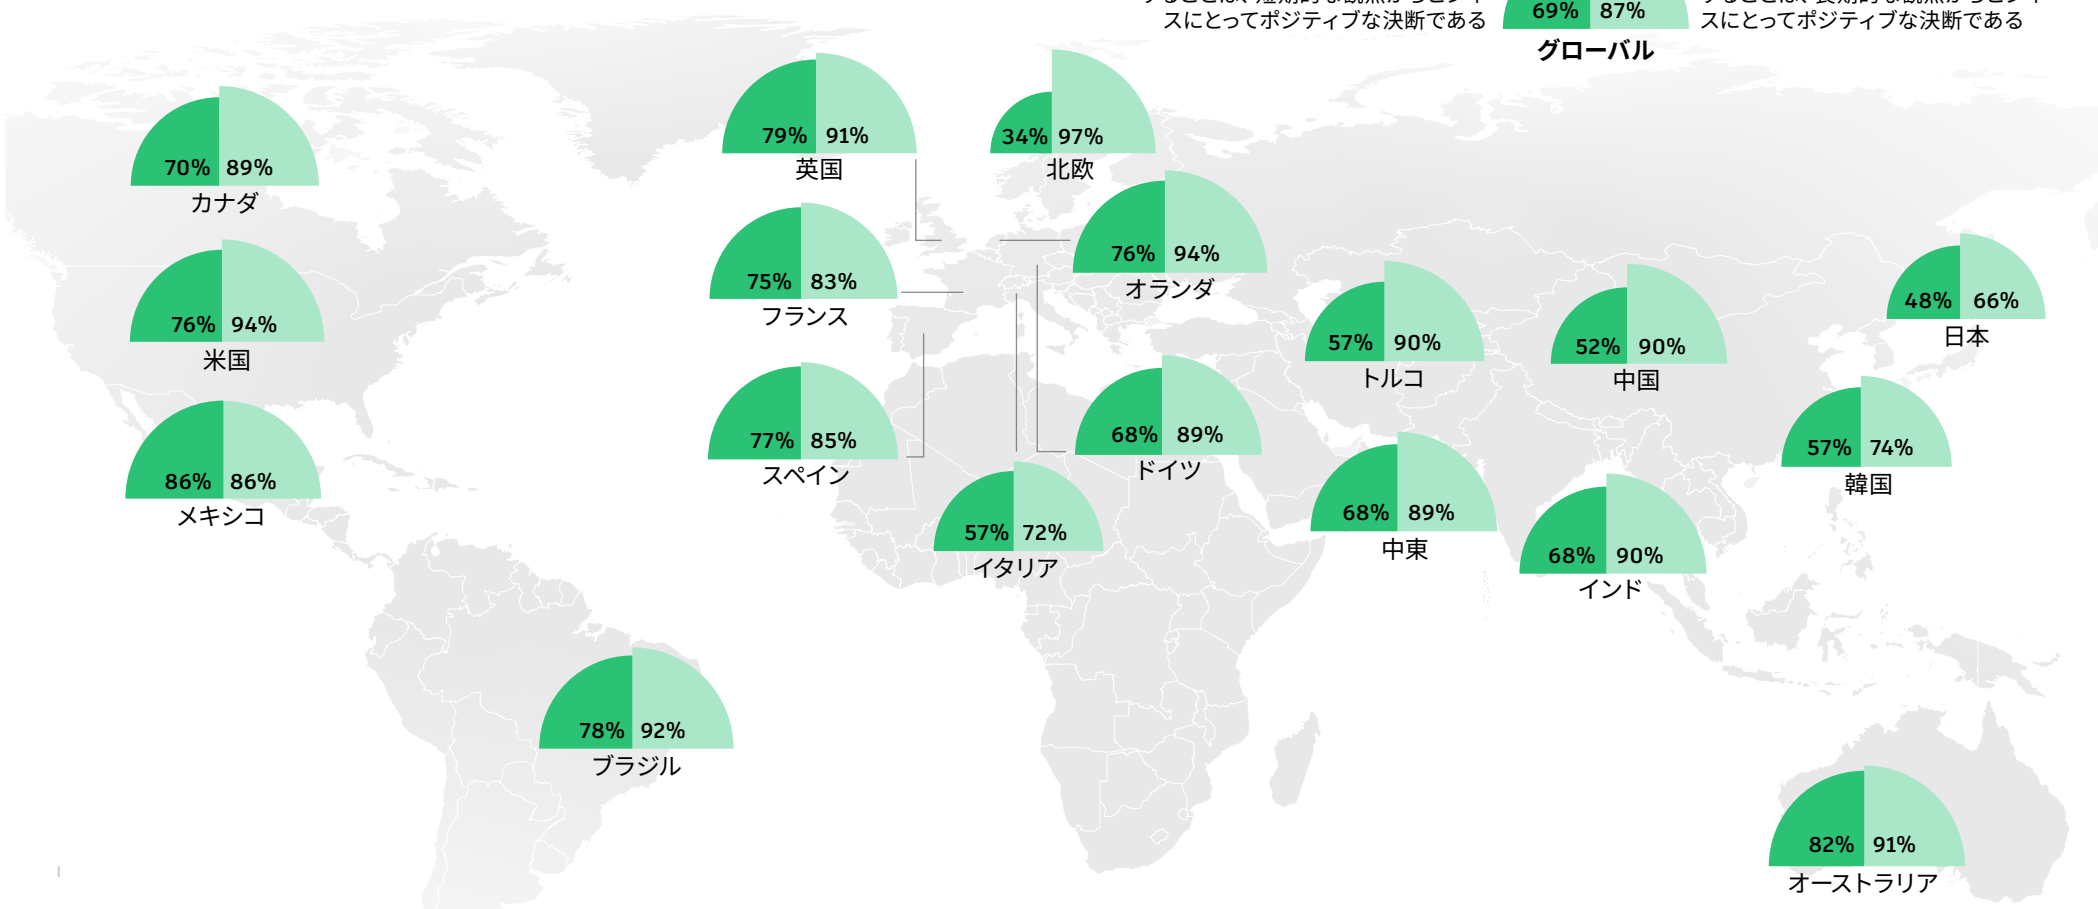 スにとってポジティブな決断である
69% 87%
スにとってポジティブな決断である
グローバル
70% 89%
カナダ
79% 91%
英国
34% 97%
北欧
76% 94%
米国
75% 83%
フランス
76% 94%
オランダ
57% 90%
トルコ
52% 90%
中国
48% 66%
日本
86% 86%
メキシコ
77% 85%
スペイン
68% 89%
ドイツ
57% 74%
韓国
57% 72%
イタリア
68% 89%
中東
68% 90%
インド
78% 92%
ブラジル
82% 91%
オーストラリア